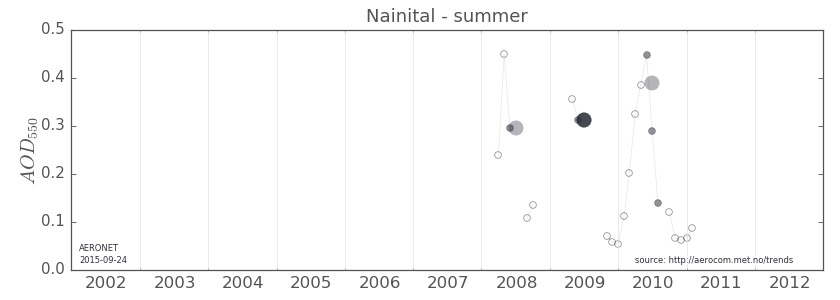 Nainital - summer
0.5
0.4
0.3
0.2
0.1
0.0
AOD550
AERONET
2015-09-24
source: http://aerocom.met.no/trends
2002 2003 2004 2005 2006 2007 2008 2009 2010 2011 2012